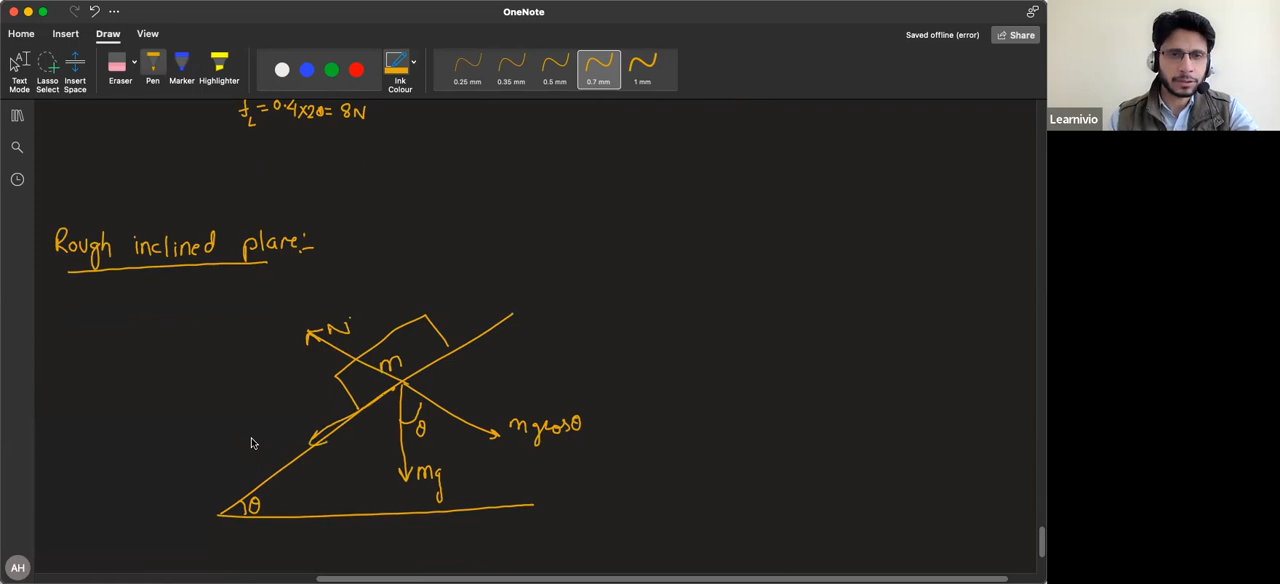 OneNote
Home Insert Draw View
Saved offline (error) Share
Text Mode
Lasso Select
Insert Space
Eraser
Pen
Marker
Highlighter
Ink Colour
0.25 mm
0.35 mm
0.5 mm
0.7 mm
1 mm
Learnivio
f_L = 0.4×20 = 8N
Rough inclined plane:-
N
m
θ
mgcosθ
mg
θ
AH